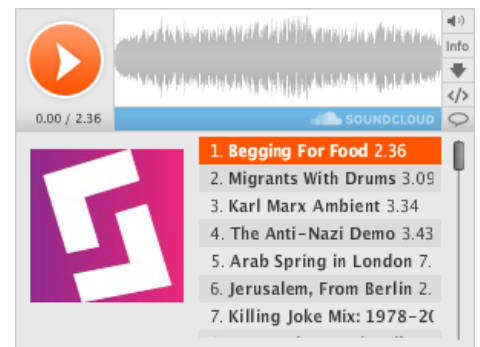 Info
</>
0.00 / 2.36
SOUNDCLOUD
1. Begging For Food 2.36
2. Migrants With Drums 3.09
3. Karl Marx Ambient 3.34
4. The Anti-Nazi Demo 3.43
5. Arab Spring in London 7.
6. Jerusalem, From Berlin 2.
7. Killing Joke Mix: 1978-20